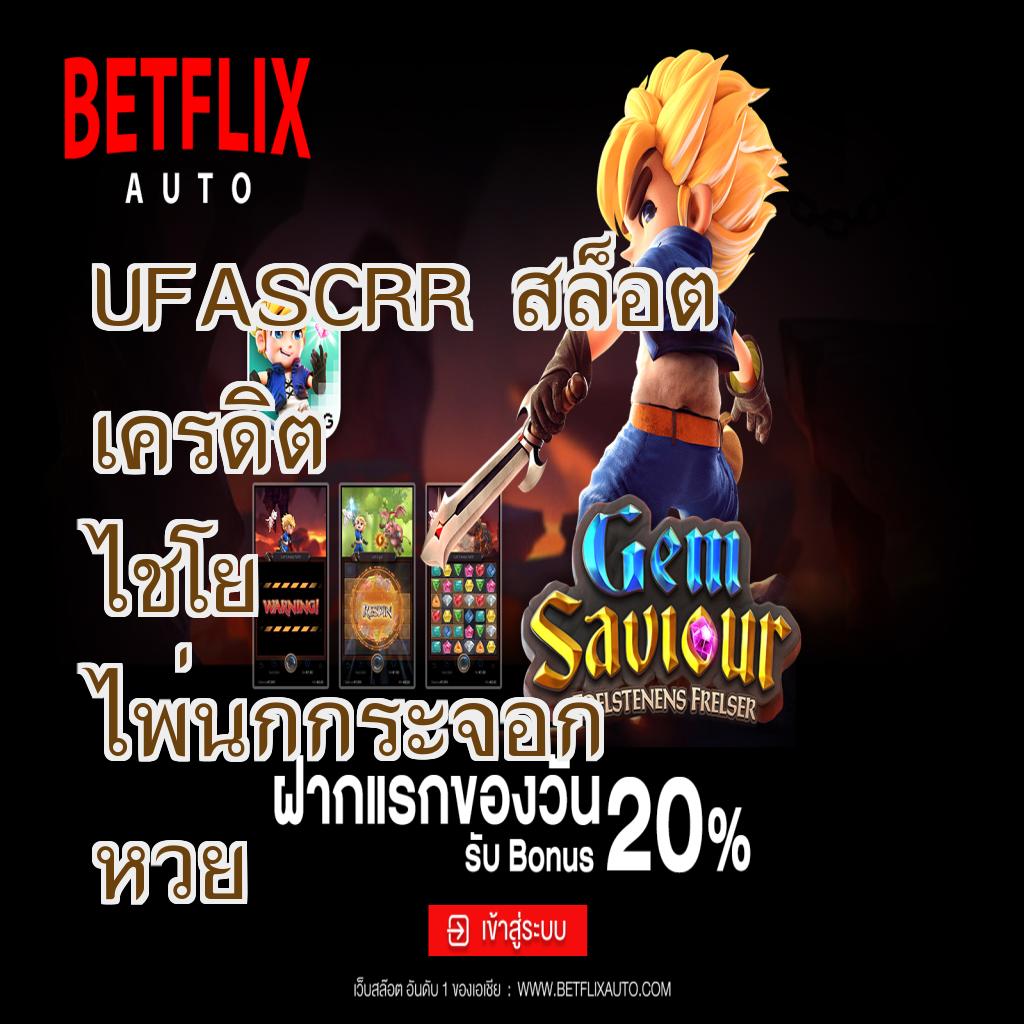 BETFLIX
AUTO
UFASCRR สล็อต
เครดิต
ไชโย
WARNING!
Gem
Saviour
FRELSER
ไพ่นกกระจอก
ฝากแรกของวัน 20%
รับ Bonus
หวย
เข้าสู่ระบบ
เว็บสล๊อต อันดับ 1 ของเอเชีย : WWW.BETFLIXAUTO.COM